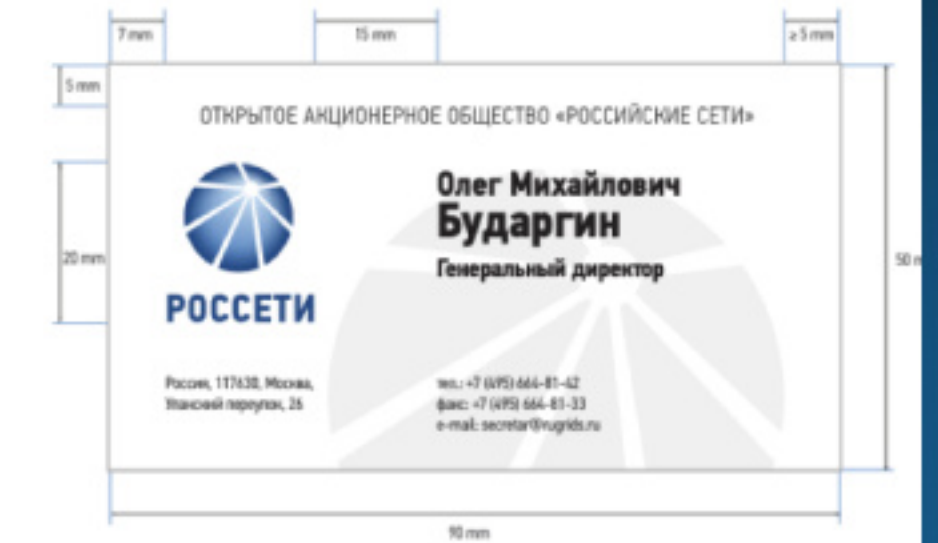 7 mm
15 mm
≥ 5 mm
5 mm
ОТКРЫТОЕ АКЦИОНЕРНОЕ ОБЩЕСТВО «РОССИЙСКИЕ СЕТИ»
Олег Михайлович
Бударгин
Генеральный директор
20 mm
50 m
РОССЕТИ
Россия, 117630, Москва,
Уланский переулок, 26
тел.: +7 (495) 664-81-42
факс: +7 (495) 664-81-33
e-mail: secretar@rugrids.ru
90 mm